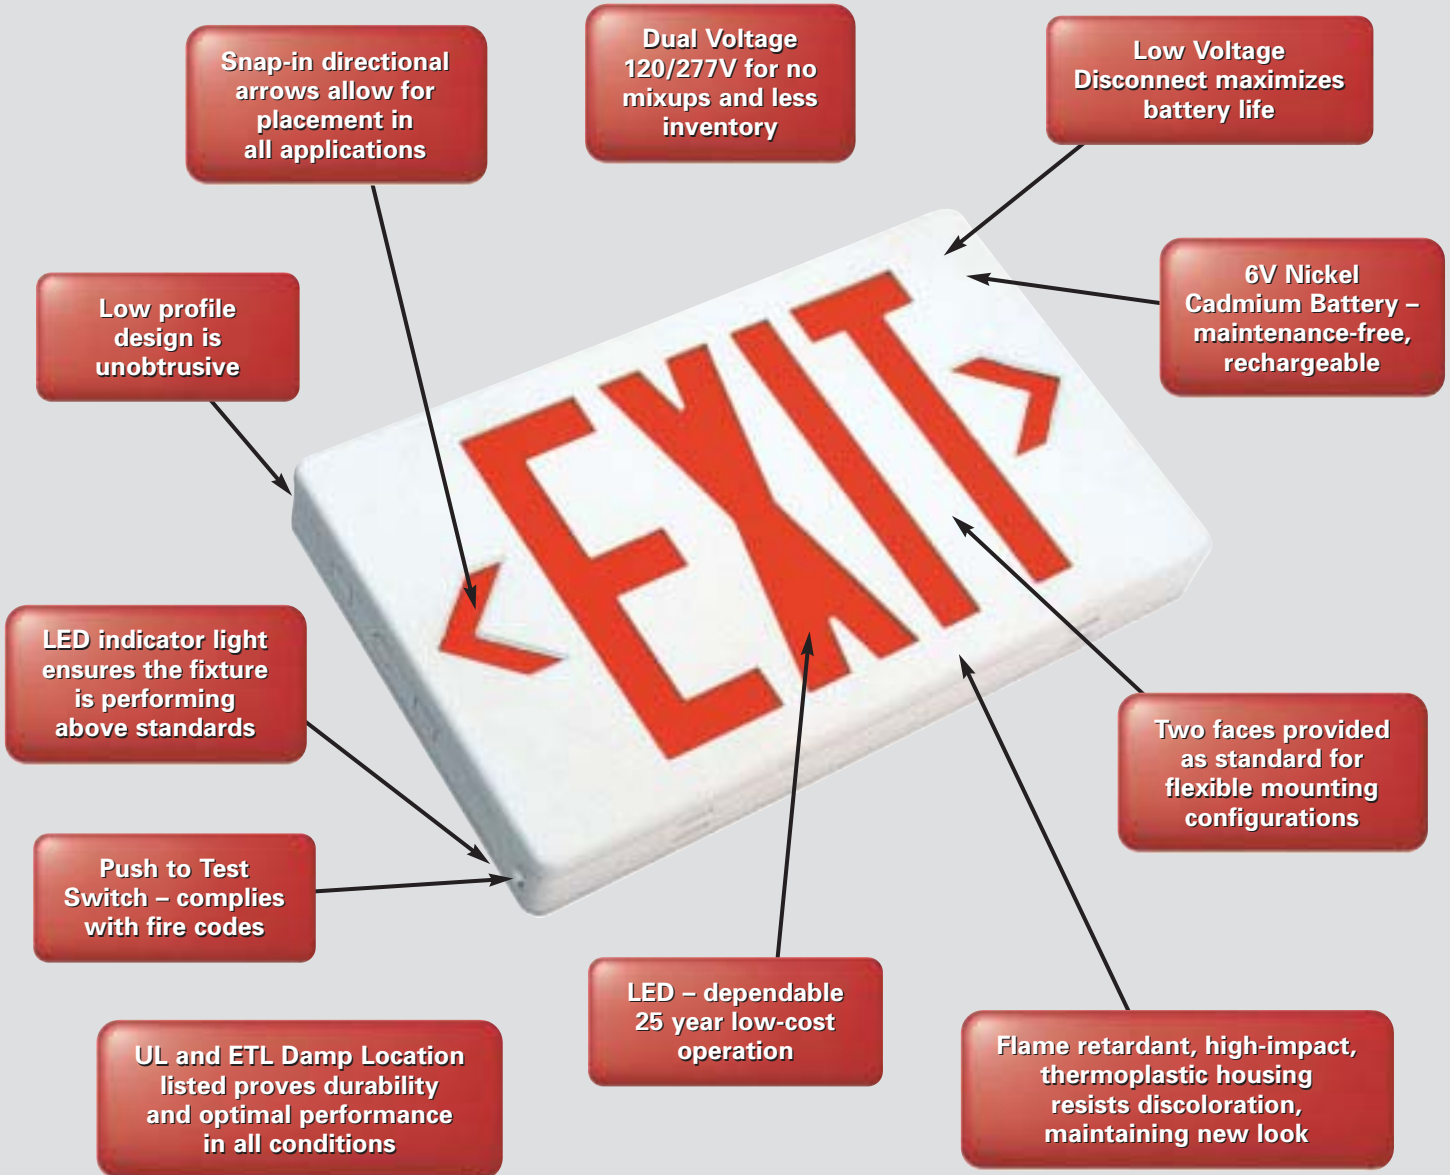 Snap-in directional
arrows allow for
placement in
all applications
Dual Voltage
120/277V for no
mixups and less
inventory
Low Voltage
Disconnect maximizes
battery life
Low profile
design is
unobtrusive
6V Nickel
Cadmium Battery –
maintenance-free,
rechargeable
EXIT
LED indicator light
ensures the fixture
is performing
above standards
Two faces provided
as standard for
flexible mounting
configurations
Push to Test
Switch – complies
with fire codes
LED – dependable
25 year low-cost
operation
UL and ETL Damp Location
listed proves durability
and optimal performance
in all conditions
Flame retardant, high-impact,
thermoplastic housing
resists discoloration,
maintaining new look